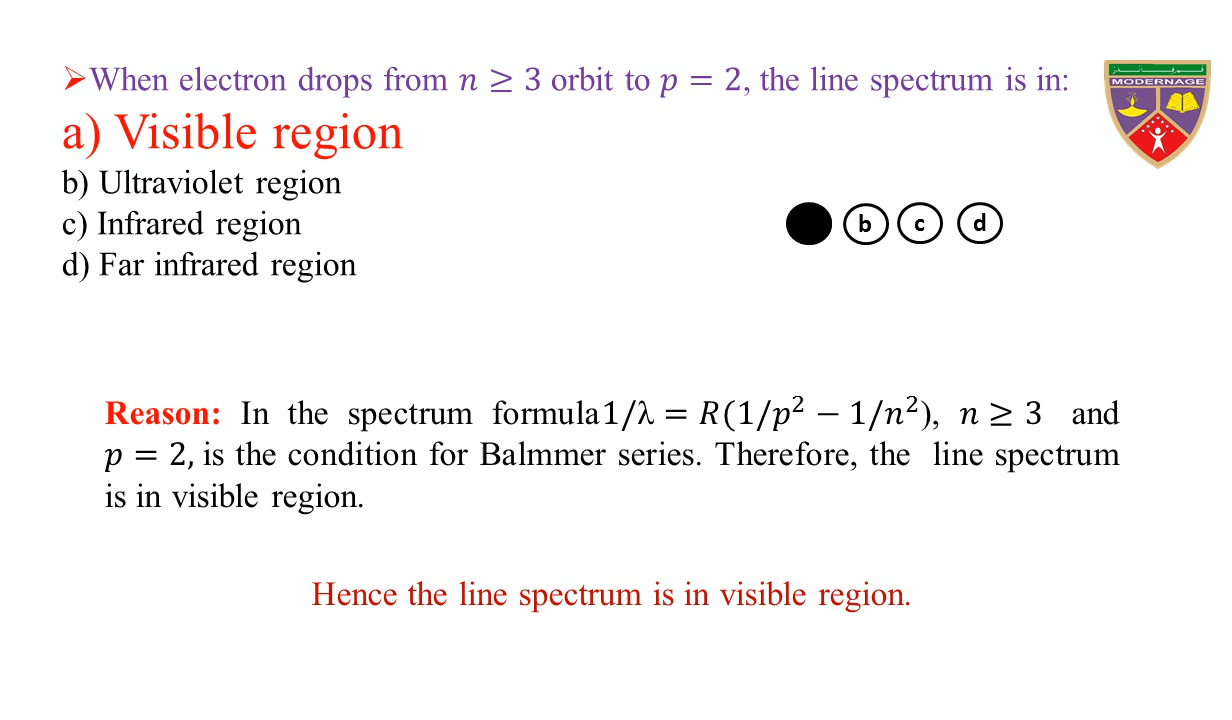 ➢When electron drops from 𝑛 ≥ 3 orbit to 𝑝 = 2, the line spectrum is in:
a) Visible region
b) Ultraviolet region
c) Infrared region
d) Far infrared region
b c d
MODERNAGE
Reason: In the spectrum formula1/λ = 𝑅(1/𝑝² − 1/𝑛²), 𝑛 ≥ 3 and
𝑝 = 2, is the condition for Balmmer series. Therefore, the line spectrum
is in visible region.
Hence the line spectrum is in visible region.